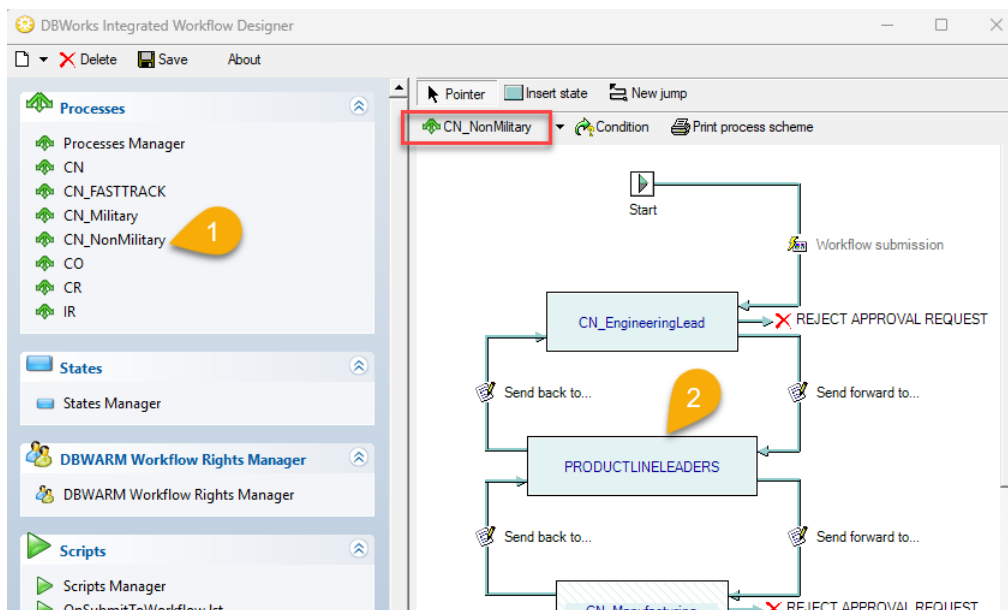 DBWorks Integrated Workflow Designer
Delete Save About
Processes
Processes Manager
CN
CN_FASTTRACK
CN_Military
CN_NonMilitary
1
CO
CR
IR
States
States Manager
DBWARM Workflow Rights Manager
DBWARM Workflow Rights Manager
Scripts
Scripts Manager
OnSubmitToWorkflow.lst
Pointer Insert state New jump
CN_NonMilitary Condition Print process scheme
Start
Workflow submission
CN_EngineeringLead
REJECT APPROVAL REQUEST
Send back to...
2
Send forward to...
PRODUCTLINELEADERS
Send back to...
Send forward to...
CN_Manufacturing
REJECT APPROVAL REQUEST